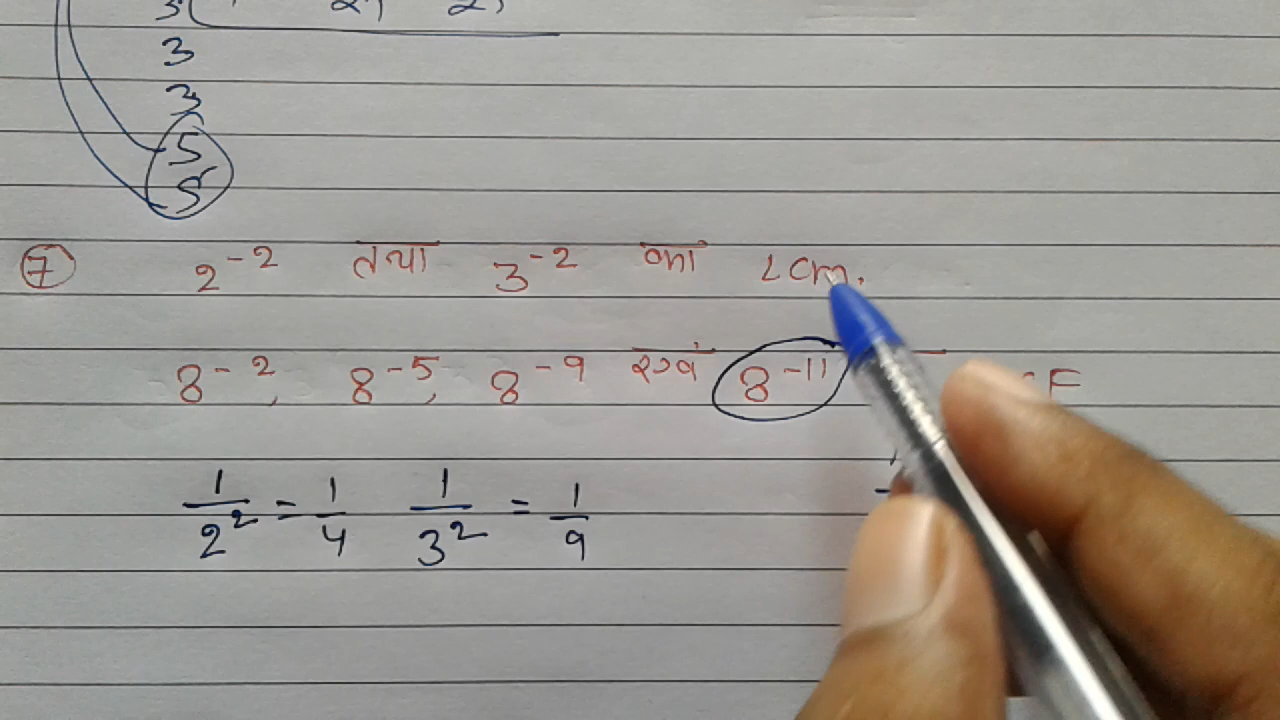 3
3
5
5
⑦ 2⁻² तथा 3⁻² का Lcm.
8⁻², 8⁻⁵, 8⁻⁹ एवं 8⁻¹¹
1/2² = 1/4 1/3² = 1/9